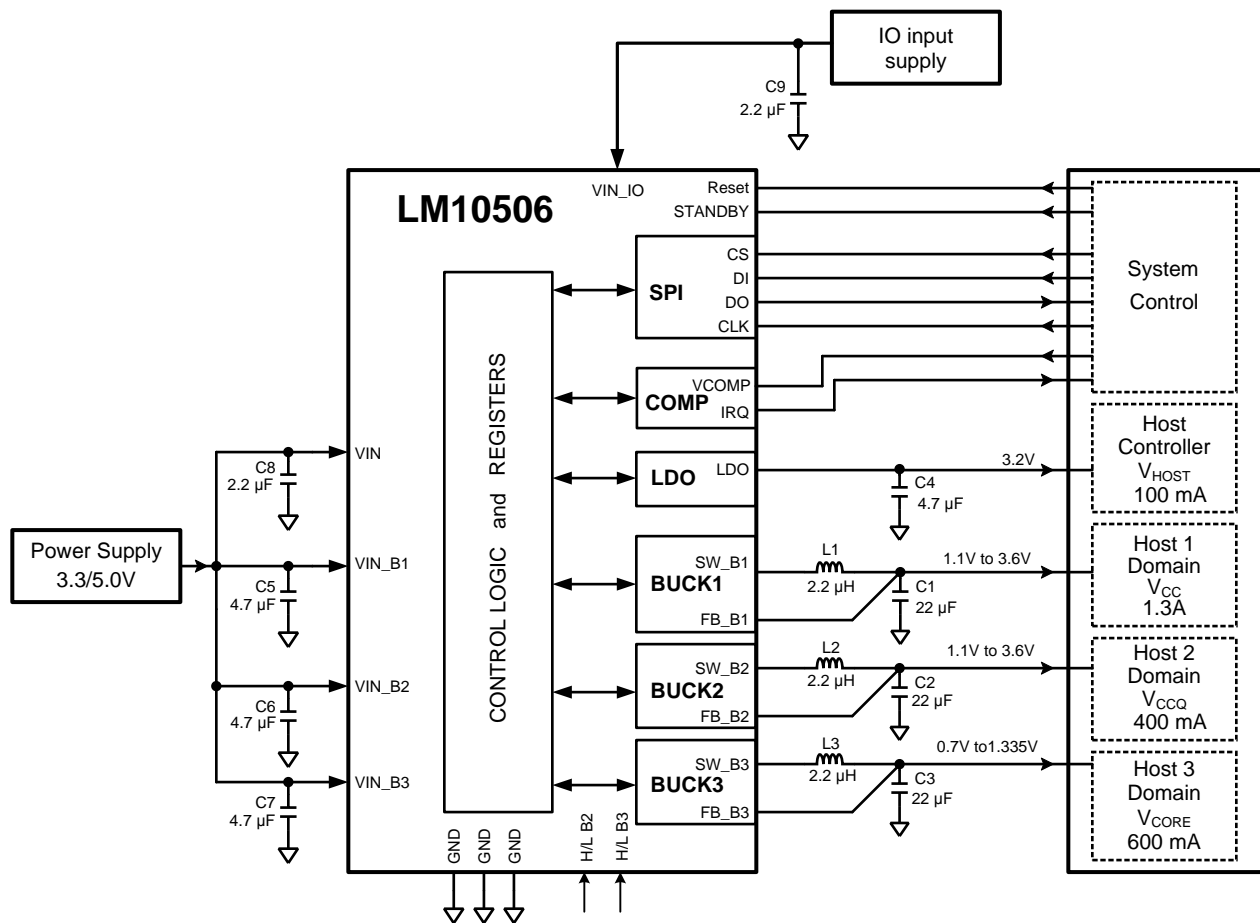 IO input
supply
C9
2.2 µF
VIN_IO
LM10506
Reset
STANDBY
CS
DI
DO
CLK
SPI
System
Control
VCOMP
IRQ
COMP
CONTROL LOGIC and REGISTERS
LDO
LDO
3.2V
C4
4.7 µF
Host
Controller
VHOST
100 mA
VIN
C8
2.2 µF
Power Supply
3.3/5.0V
VIN_B1
C5
4.7 µF
VIN_B2
C6
4.7 µF
VIN_B3
C7
4.7 µF
SW_B1
BUCK1
FB_B1
L1
2.2 µH
1.1V to 3.6V
C1
22 µF
Host 1
Domain
VCC
1.3A
SW_B2
BUCK2
FB_B2
L2
2.2 µH
1.1V to 3.6V
C2
22 µF
Host 2
Domain
VCCQ
400 mA
SW_B3
BUCK3
FB_B3
L3
2.2 µH
0.7V to1.335V
C3
22 µF
Host 3
Domain
VCORE
600 mA
GND
GND
GND
H/L B2
H/L B3